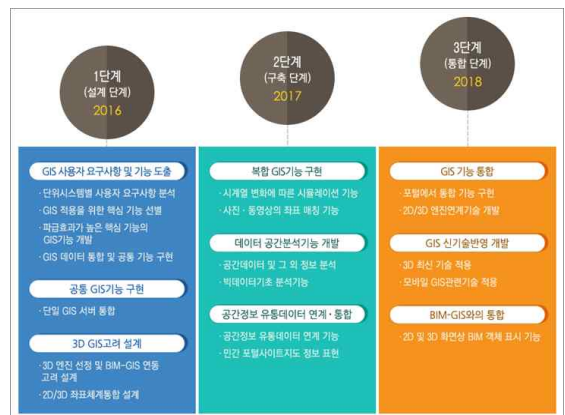 1단계
(설계 단계)
2016
GIS 사용자 요구사항 및 기능 도출
· 단위시스템별 사용자 요구사항 분석
· GIS 적용을 위한 핵심 기능 선별
· 파급효과가 높은 핵심 기능의
GIS기능 개발
· GIS 데이터 통합 및 공통 기능 구현
공통 GIS기능 구현
· 단일 GIS 서버 통합
3D GIS고려 설계
· 3D 엔진 선정 및 BIM-GIS 연동
고려 설계
· 2D/3D 좌표체계통합 설계
2단계
(구축 단계)
2017
복합 GIS기능 구현
· 시계열 변화에 따른 시뮬레이션 기능
· 사진 · 동영상의 좌표 매칭 기능
데이터 공간분석기능 개발
· 공간데이터 및 그 외 정보 분석
· 빅데이터기초 분석기능
공간정보 유통데이터 연계 · 통합
· 공간정보 유통데이터 연계 기능
· 민간 포털사이트지도 정보 표현
3단계
(통합 단계)
2018
GIS 기능 통합
· 포털에서 통합 기능 구현
· 2D/3D 엔진연계기술 개발
GIS 신기술반영 개발
· 3D 최신 기술 적용
· 모바일 GIS관련기술 적용
BIM-GIS와의 통합
· 2D 및 3D 화면상 BIM 객체 표시 기능